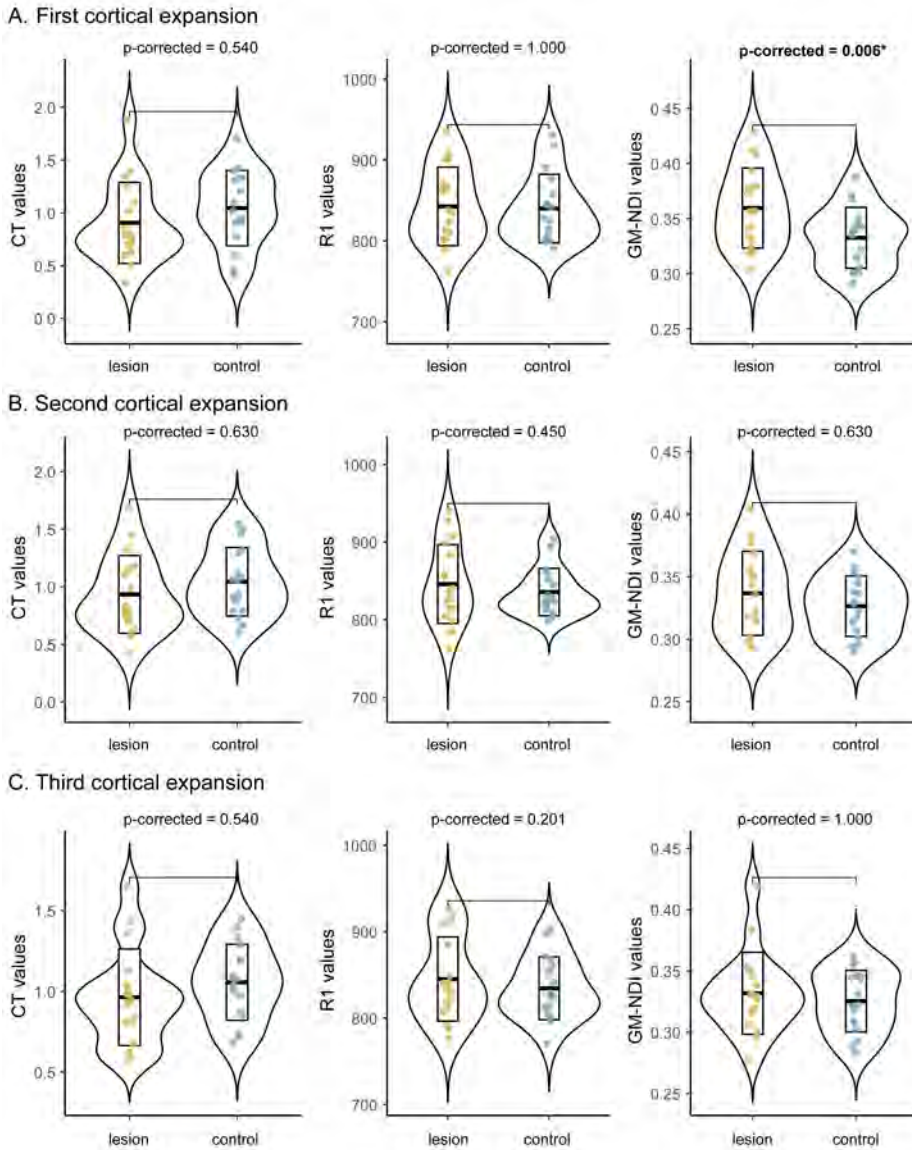 A. First cortical expansion
p-corrected = 0.540
p-corrected = 1.000
p-corrected = 0.006*
CT values
2.0
1.5
1.0
0.5
0.0
lesion
control
R1 values
1000
900
800
700
lesion
control
GM-NDI values
0.45
0.40
0.35
0.30
0.25
lesion
control
B. Second cortical expansion
p-corrected = 0.630
p-corrected = 0.450
p-corrected = 0.630
CT values
2.0
1.5
1.0
0.5
0.0
lesion
control
R1 values
1000
900
800
700
lesion
control
GM-NDI values
0.45
0.40
0.35
0.30
0.25
lesion
control
C. Third cortical expansion
p-corrected = 0.540
p-corrected = 0.201
p-corrected = 1.000
CT values
1.5
1.0
0.5
lesion
control
R1 values
1000
900
800
700
lesion
control
GM-NDI values
0.45
0.40
0.35
0.30
0.25
lesion
control